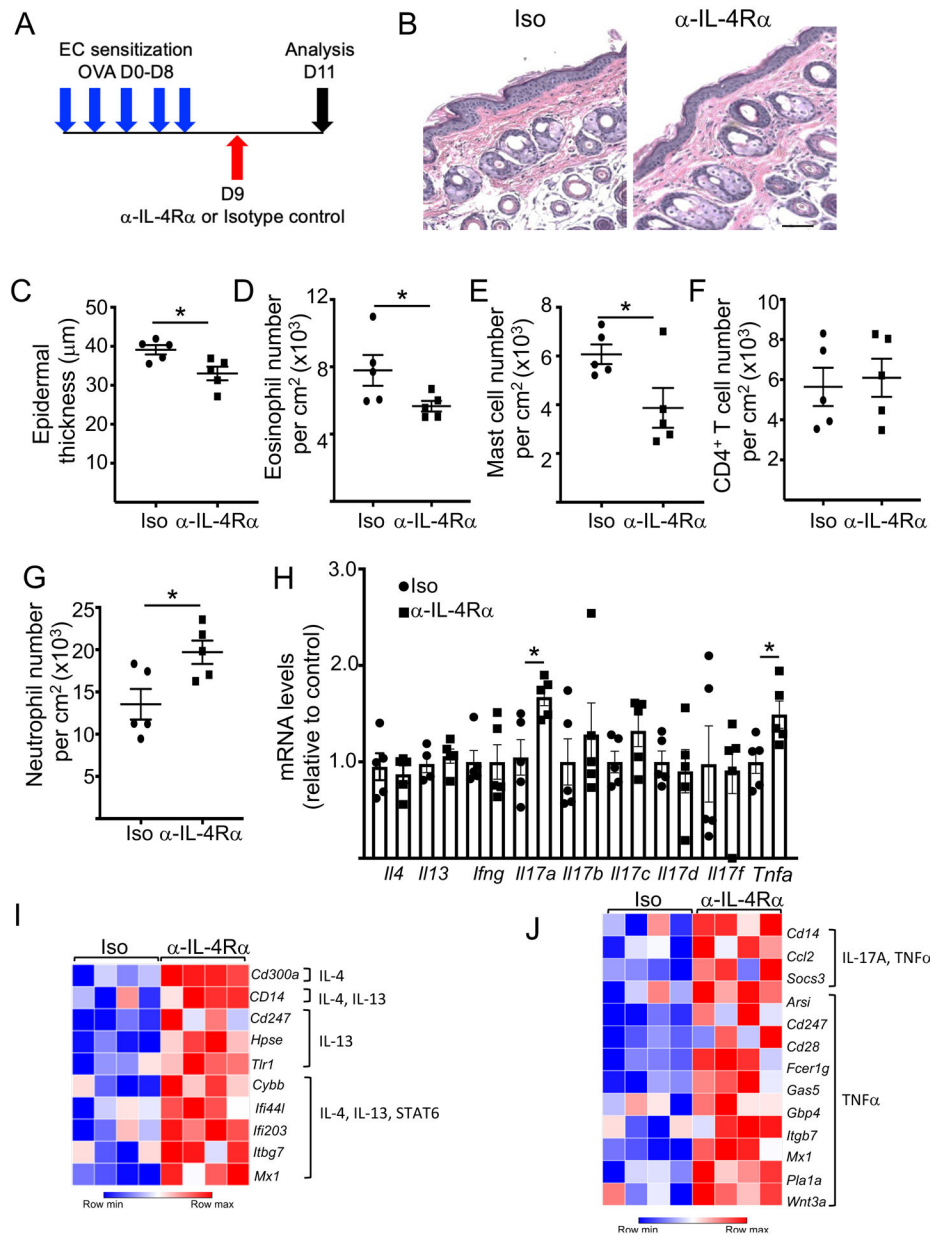 A
EC sensitization
OVA D0-D8
Analysis
D11
D9
α-IL-4Rα or Isotype control
B
Iso
α-IL-4Rα
C
Epidermal
thickness (μm)
50
40
30
20
10
*
Iso
α-IL-4Rα
D
Eosinophil number
per cm² (x10³)
12
8
4
*
Iso
α-IL-4Rα
E
Mast cell number
per cm² (x10³)
8
6
4
2
*
Iso
α-IL-4Rα
F
CD4⁺ T cell number
per cm² (x10³)
10
8
6
4
2
Iso
α-IL-4Rα
G
Neutrophil number
per cm² (x10³)
25
20
15
10
5
*
Iso
α-IL-4Rα
H
mRNA levels
(relative to control)
3.0
2.0
1.0
Iso
α-IL-4Rα
*
*
Il4
Il13
Ifng
Il17a
Il17b
Il17c
Il17d
Il17f
Tnfa
I
Iso
α-IL-4Rα
Cd300a
IL-4
CD14
IL-4, IL-13
Cd247
Hpse
IL-13
Tlr1
Cybb
Ifi44l
IL-4, IL-13, STAT6
Ifi203
Itbg7
Mx1
Row min
Row max
J
Iso
α-IL-4Rα
Cd14
Ccl2
IL-17A, TNFα
Socs3
Arsi
Cd247
Cd28
Fcer1g
Gas5
TNFα
Gbp4
Itgb7
Mx1
Pla1a
Wnt3a
Row min
Row max